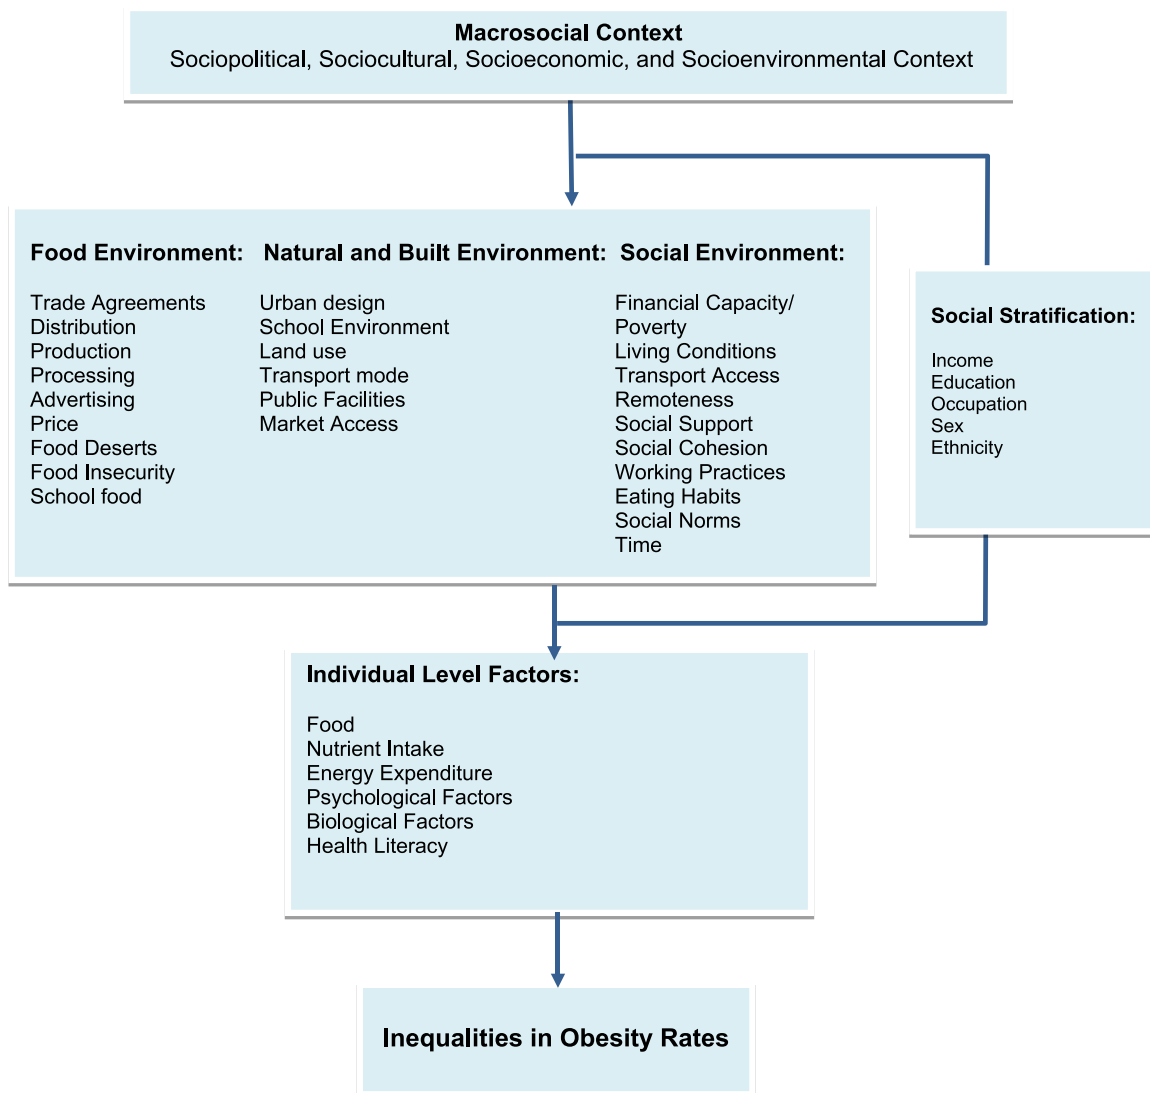 Macrosocial Context
Sociopolitical, Sociocultural, Socioeconomic, and Socioenvironmental Context
Food Environment:
Trade Agreements
Distribution
Production
Processing
Advertising
Price
Food Deserts
Food Insecurity
School food
Natural and Built Environment:
Urban design
School Environment
Land use
Transport mode
Public Facilities
Market Access
Social Environment:
Financial Capacity/
Poverty
Living Conditions
Transport Access
Remoteness
Social Support
Social Cohesion
Working Practices
Eating Habits
Social Norms
Time
Social Stratification:
Income
Education
Occupation
Sex
Ethnicity
Individual Level Factors:
Food
Nutrient Intake
Energy Expenditure
Psychological Factors
Biological Factors
Health Literacy
Inequalities in Obesity Rates